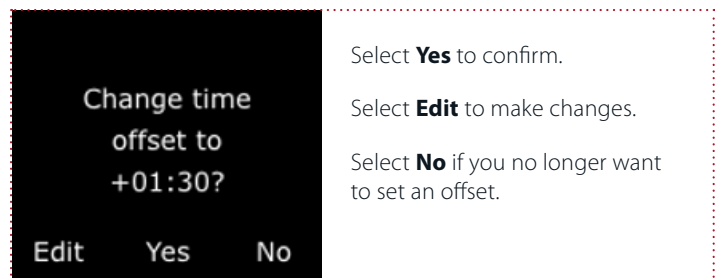 Change time
offset to
+01:30?
Edit Yes No
Select Yes to confirm.
Select Edit to make changes.
Select No if you no longer want
to set an offset.